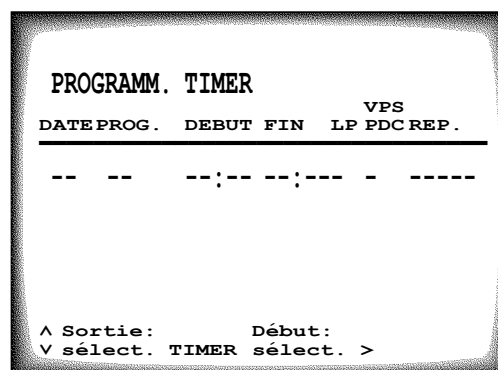 PROGRAMM. TIMER
VPS
DATE PROG. DEBUT FIN LP PDC REP.
-- -- --:-- --:-- - - -----
^ Sortie: Début:
v sélect. TIMER sélect. >